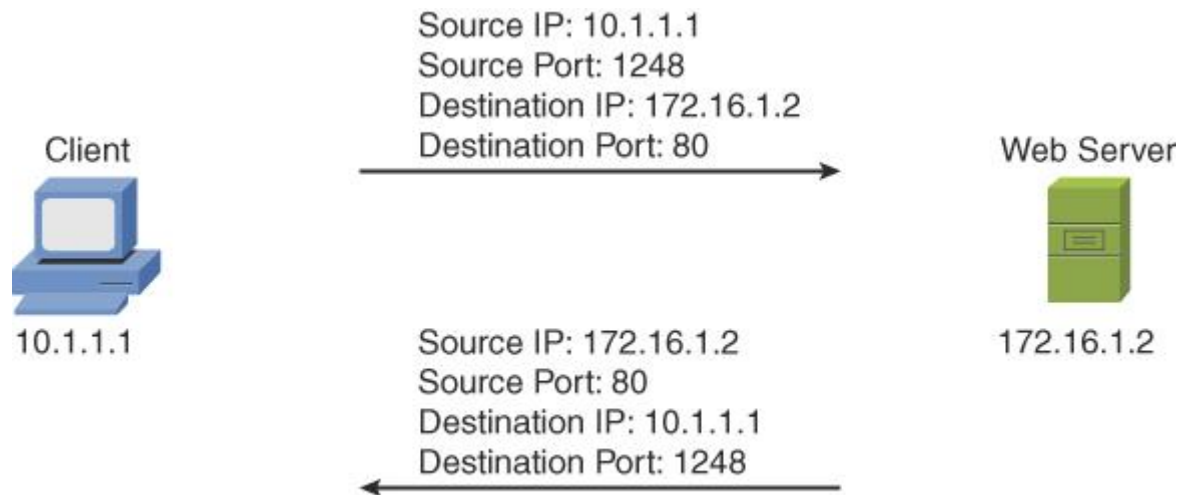 Source IP: 10.1.1.1
Source Port: 1248
Destination IP: 172.16.1.2
Destination Port: 80
Client
Web Server
10.1.1.1
172.16.1.2
Source IP: 172.16.1.2
Source Port: 80
Destination IP: 10.1.1.1
Destination Port: 1248